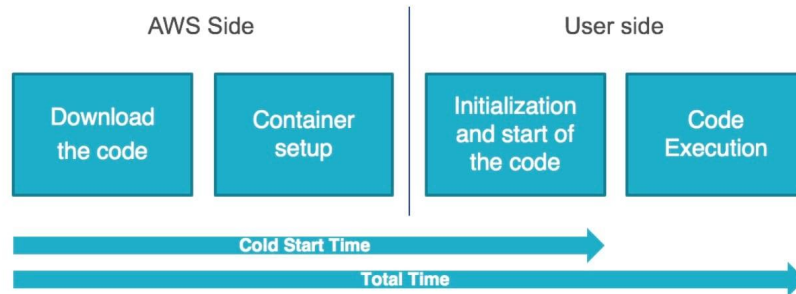 AWS Side
User side
Download
the code
Container
setup
Initialization
and start of
the code
Code
Execution
Cold Start Time
Total Time